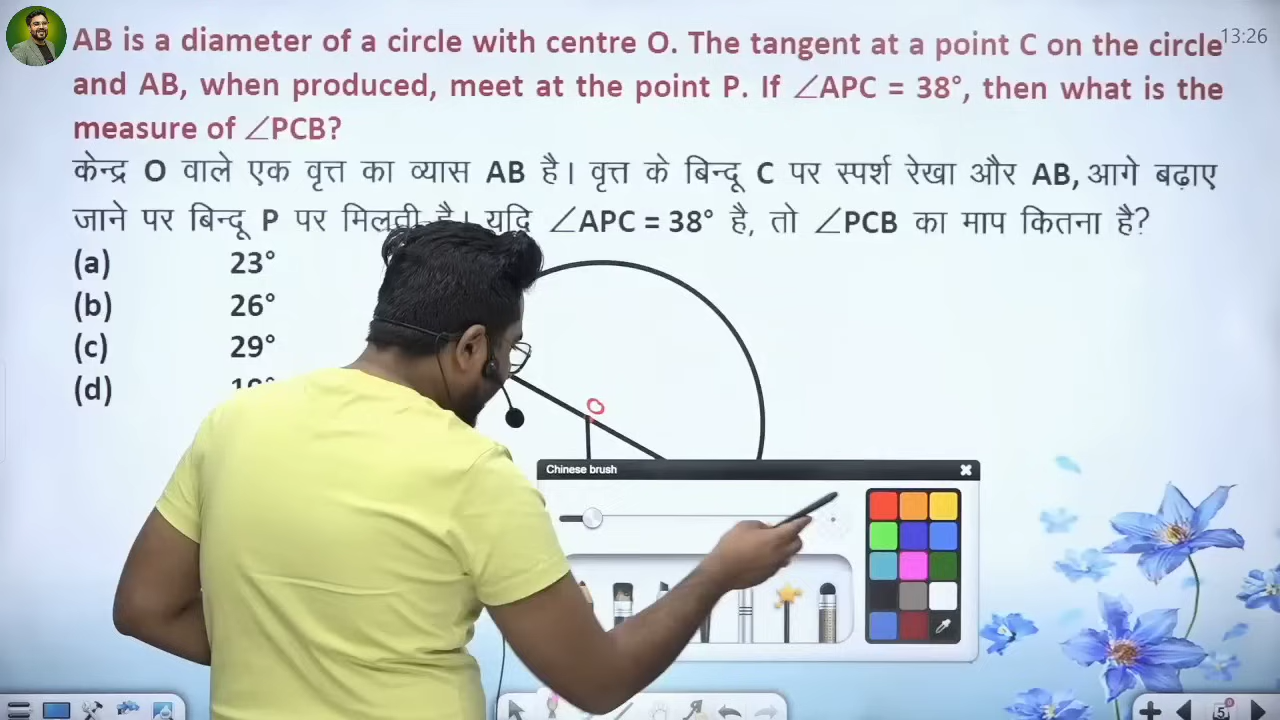 AB is a diameter of a circle with centre O. The tangent at a point C on the circle
13:26
and AB, when produced, meet at the point P. If ∠APC = 38°, then what is the
measure of ∠PCB?
केन्द्र O वाले एक वृत्त का व्यास AB है। वृत्त के बिन्दू C पर स्पर्श रेखा और AB, आगे बढ़ाए
जाने पर बिन्दू P पर मिलती है। यदि ∠APC = 38° है, तो ∠PCB का माप कितना है?
(a) 23°
(b) 26°
(c) 29°
(d)
O
Chinese brush
5